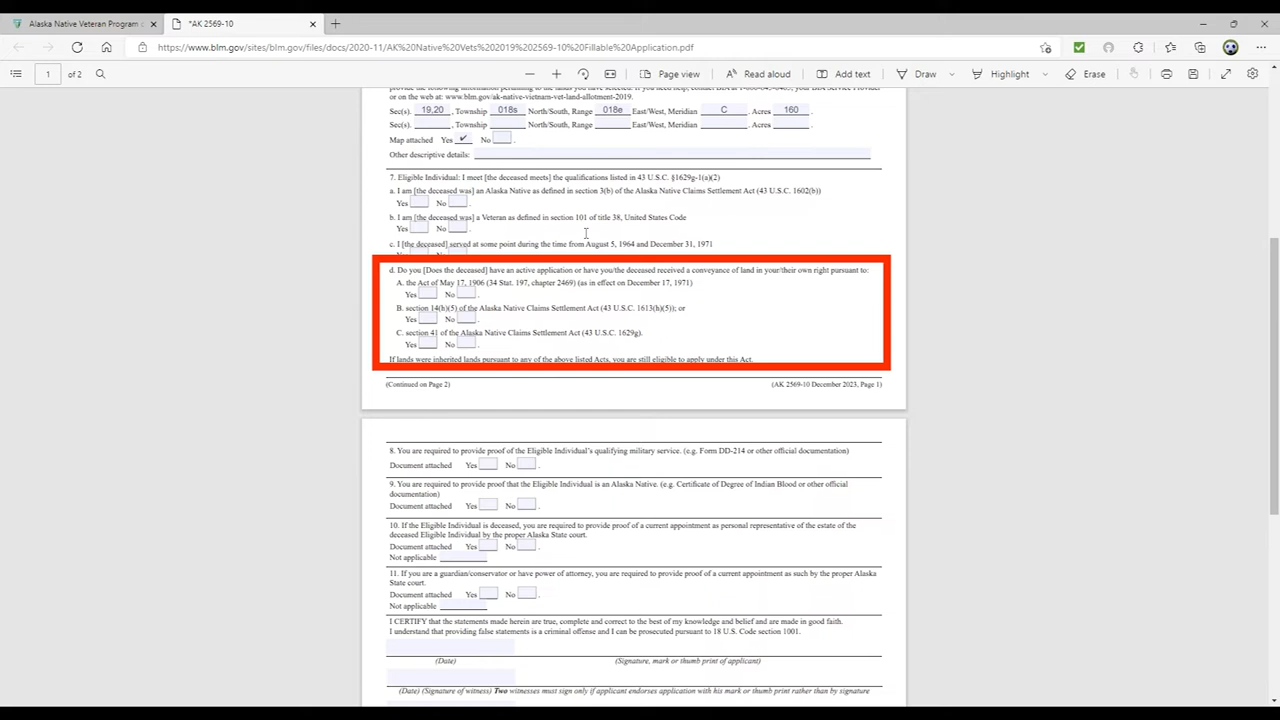 Alaska Native Veteran Program o
*AK 2569-10
https://www.blm.gov/sites/blm.gov/files/docs/2020-11/AK%20Native%20Vets%202019%202569-10%20Fillable%20Application.pdf
1 of 2
Page view
Read aloud
Add text
Draw
Highlight
Erase
or on the web at: www.blm.gov/ak-native-vietnam-vet-land-allotment-2019.
Sec(s). 19,20 , Township 018s North/South, Range 018e East/West, Meridian C . Acres 160 .
Sec(s). , Township North/South, Range East/West, Meridian . Acres .
Map attached Yes ✔ No .
Other descriptive details:
7. Eligible Individual: I meet [the deceased meets] the qualifications listed in 43 U.S.C. §1629g-1(a)(2)
a. I am [the deceased was] an Alaska Native as defined in section 3(b) of the Alaska Native Claims Settlement Act (43 U.S.C. 1602(b))
Yes No .
b. I am [the deceased was] a Veteran as defined in section 101 of title 38, United States Code
Yes No .
c. I [the deceased] served at some point during the time from August 5, 1964 and December 31, 1971
d. Do you [Does the deceased] have an active application or have you/the deceased received a conveyance of land in your/their own right pursuant to:
A. the Act of May 17, 1906 (34 Stat. 197, chapter 2469) (as in effect on December 17, 1971)
Yes No .
B. section 14(h)(5) of the Alaska Native Claims Settlement Act (43 U.S.C. 1613(h)(5)); or
Yes No .
C. section 41 of the Alaska Native Claims Settlement Act (43 U.S.C. 1629g).
Yes No .
If lands were inherited lands pursuant to any of the above listed Acts, you are still eligible to apply under this Act.
(Continued on Page 2) (AK 2569-10 December 2023, Page 1)
8. You are required to provide proof of the Eligible Individual's qualifying military service. (e.g. Form DD-214 or other official documentation)
Document attached Yes No .
9. You are required to provide proof that the Eligible Individual is an Alaska Native. (e.g. Certificate of Degree of Indian Blood or other official
documentation)
Document attached Yes No .
10. If the Eligible Individual is deceased, you are required to provide proof of a current appointment as personal representative of the estate of the
deceased Eligible Individual by the proper Alaska State court.
Document attached Yes No .
Not applicable
11. If you are a guardian/conservator or have power of attorney, you are required to provide proof of a current appointment as such by the proper Alaska
State court.
Document attached Yes No .
Not applicable
I CERTIFY that the statements made herein are true, complete and correct to the best of my knowledge and belief and are made in good faith.
I understand that providing false statements is a criminal offense and I can be prosecuted pursuant to 18 U.S. Code section 1001.
(Date) (Signature, mark or thumb print of applicant)
(Date) (Signature of witness) Two witnesses must sign only if applicant endorses application with his mark or thumb print rather than by signature